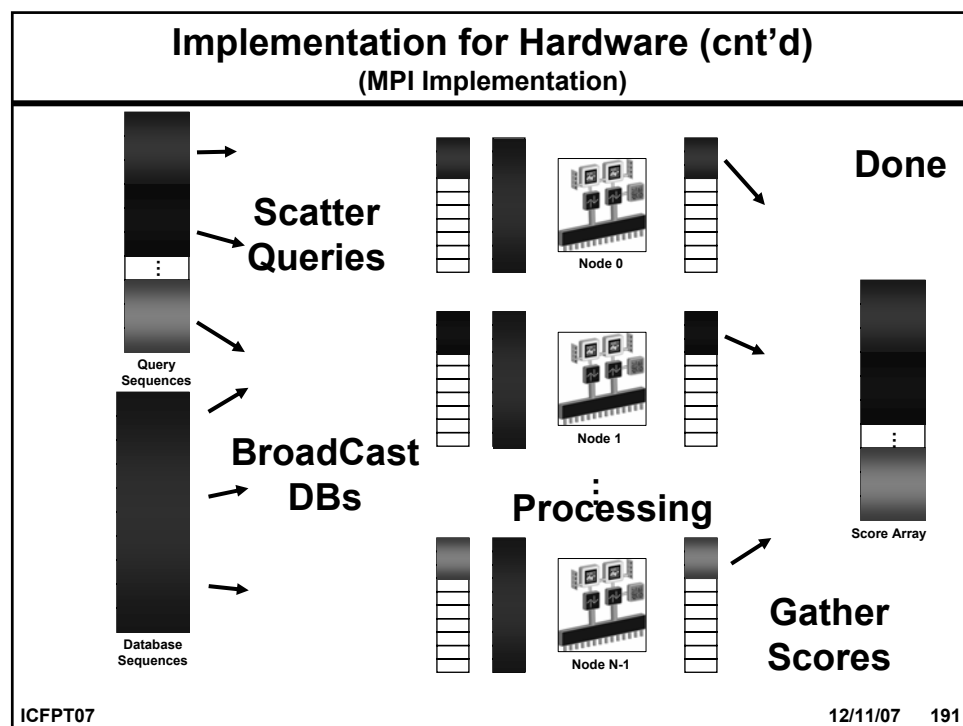 Implementation for Hardware (cnt'd)
(MPI Implementation)
Scatter
Queries
Done
Node 0
Query
Sequences
Node 1
BroadCast
DBs
⋮
Processing
Score Array
Database
Sequences
Node N-1
Gather
Scores
ICFPT07
12/11/07 191